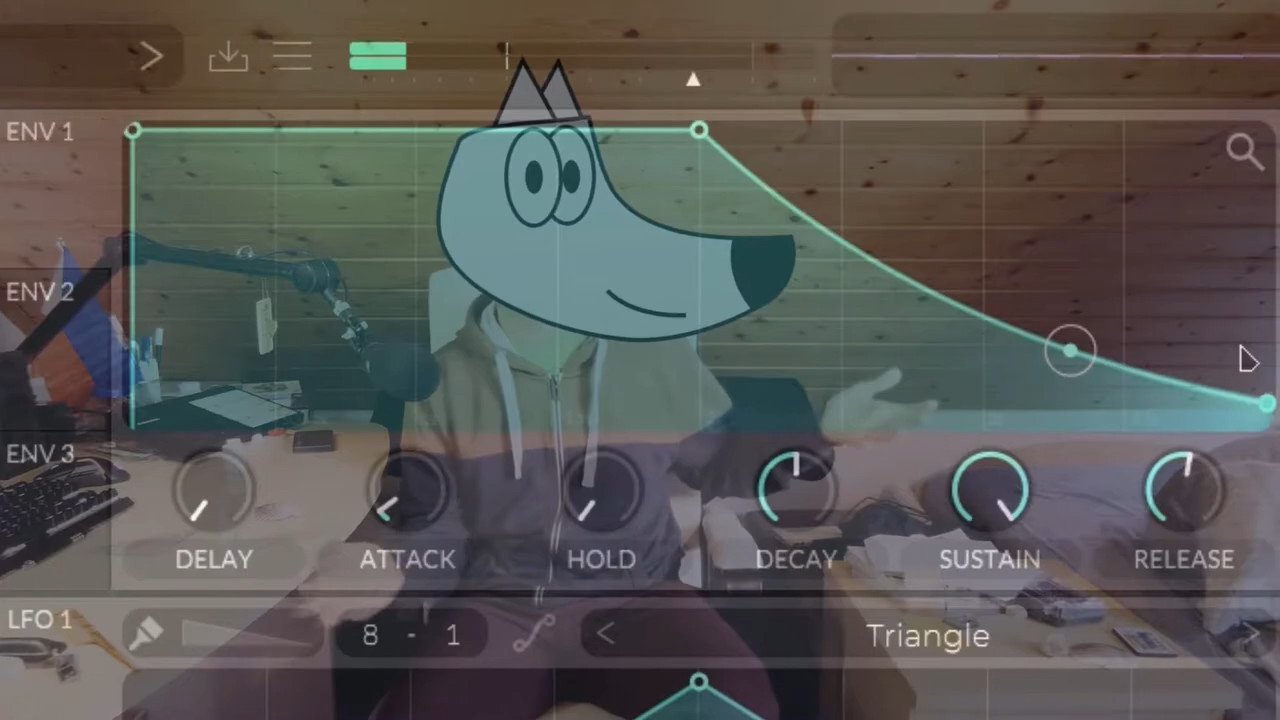 ENV 1
ENV 2
ENV 3
DELAY ATTACK HOLD DECAY SUSTAIN RELEASE
LFO 1 8 - 1 Triangle